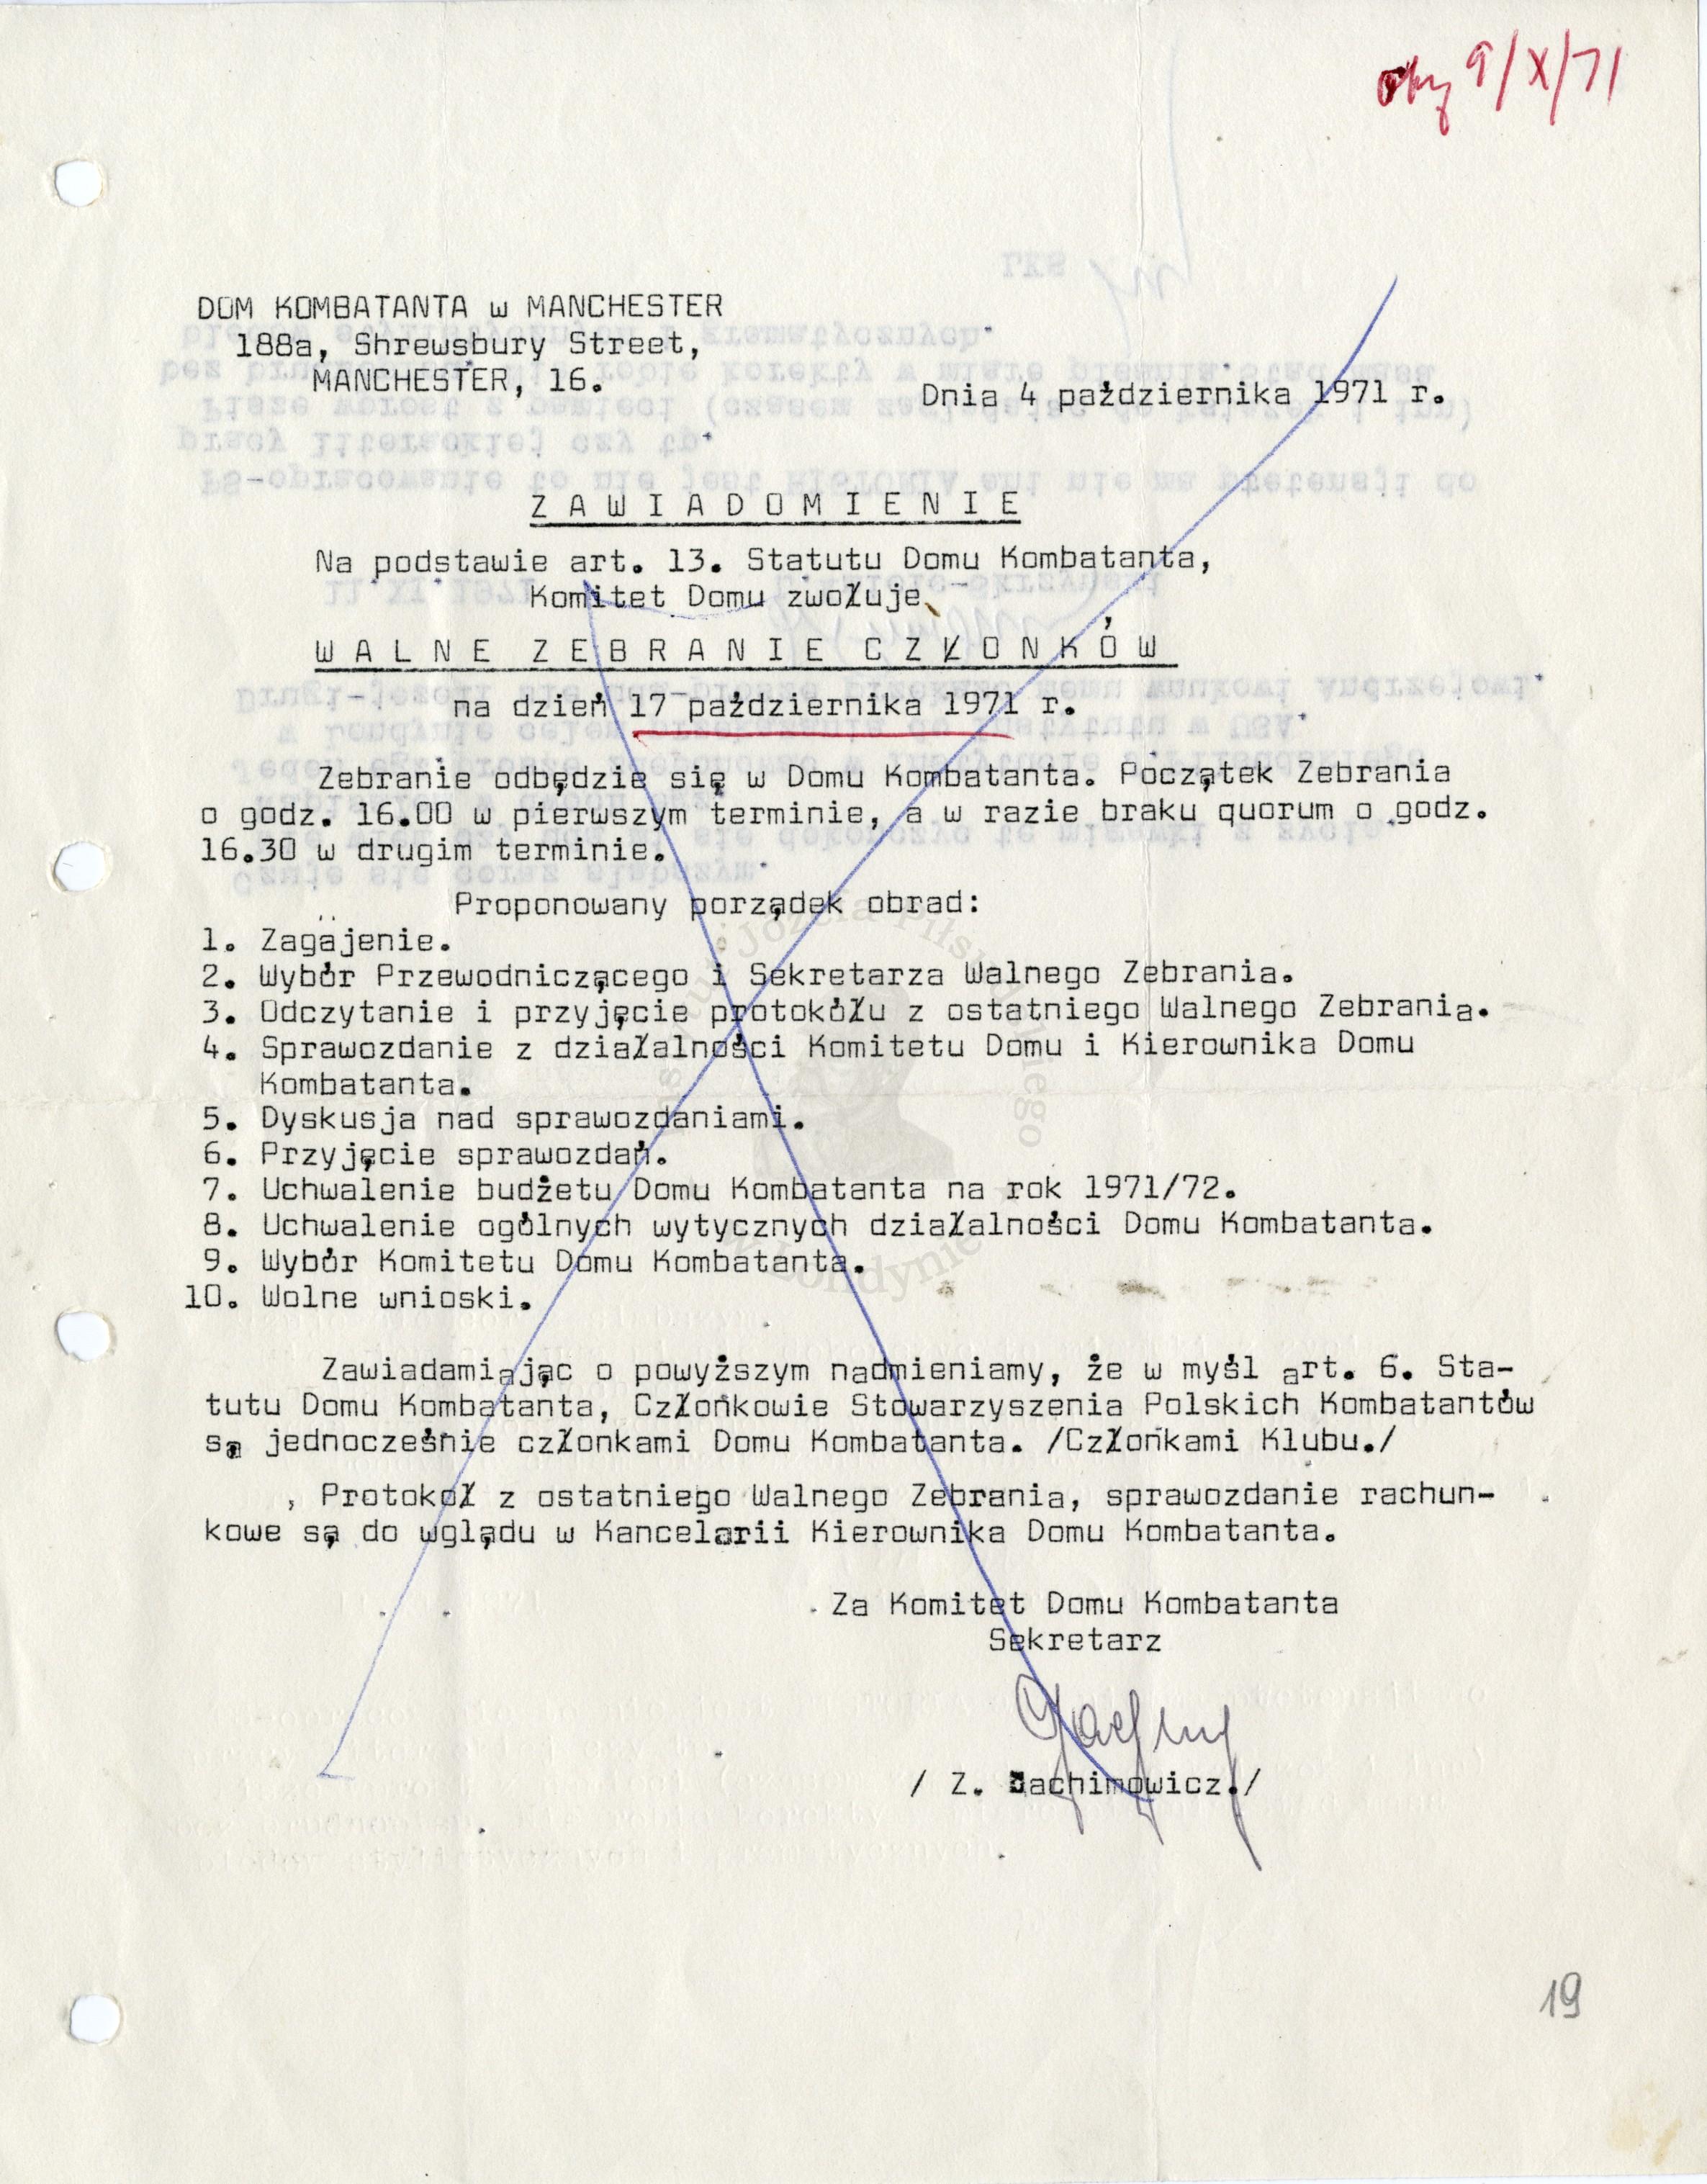 9/X/71
DOM KOMBATANTA w MANCHESTER
188a, Shrewsbury Street,
MANCHESTER, 16.
Dnia 4 października 1971 r.
Z A W I A D O M I E N I E
Na podstawie art. 13. Statutu Domu Kombatanta,
Komitet Domu zwołuje
W A L N E  Z E B R A N I E  C Z Ł O N K Ó W
na dzień 17 października 1971 r.
Zebranie odbędzie się w Domu Kombatanta. Początek Zebrania
o godz. 16.00 w pierwszym terminie, a w razie braku quorum o godz.
16.30 w drugim terminie.
Proponowany porządek obrad:
1. Zagajenie.
2. Wybór Przewodniczącego i Sekretarza Walnego Zebrania.
3. Odczytanie i przyjęcie protokółu z ostatniego Walnego Zebrania.
4. Sprawozdanie z działalności Komitetu Domu i Kierownika Domu
Kombatanta.
5. Dyskusja nad sprawozdaniami.
6. Przyjęcie sprawozdań.
7. Uchwalenie budżetu Domu Kombatanta na rok 1971/72.
8. Uchwalenie ogólnych wytycznych działalności Domu Kombatanta.
9. Wybór Komitetu Domu Kombatanta.
10. Wolne wnioski.
Zawiadamiając o powyższym nadmieniamy, że w myśl art. 6. Sta-
tutu Domu Kombatanta, Członkowie Stowarzyszenia Polskich Kombatantów
są jednocześnie członkami Domu Kombatanta. /Członkami Klubu./
Protokół z ostatniego Walnego Zebrania, sprawozdanie rachun-
kowe są do wglądu w Kancelarii Kierownika Domu Kombatanta.
Za Komitet Domu Kombatanta
Sekretarz
/ Z. Jachimowicz./
19